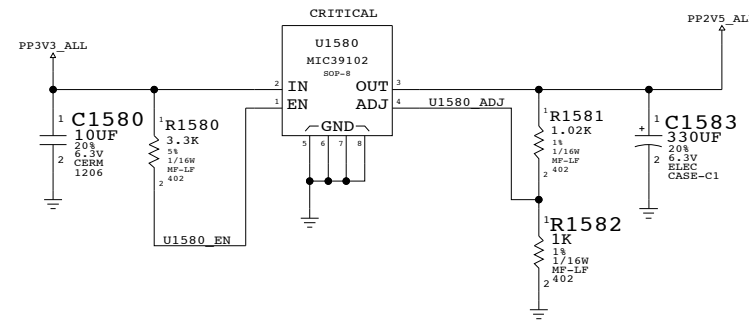 CRITICAL
PP3V3_ALL
PP2V5_AL
U1580
MIC39102
SOP-8
2 IN OUT 3
1 EN ADJ 4
U1580_ADJ
GND
5 6 7 8
1 C1580
10UF
20%
6.3V
2 CERM
1206
1 R1580
3.3K
5%
1/16W
MF-LF
2 402
U1580_EN
1 R1581
1.02K
1%
1/16W
MF-LF
2 402
+ 1 C1583
330UF
20%
2 6.3V
ELEC
CASE-C1
1 R1582
1K
1%
1/16W
MF-LF
2 402